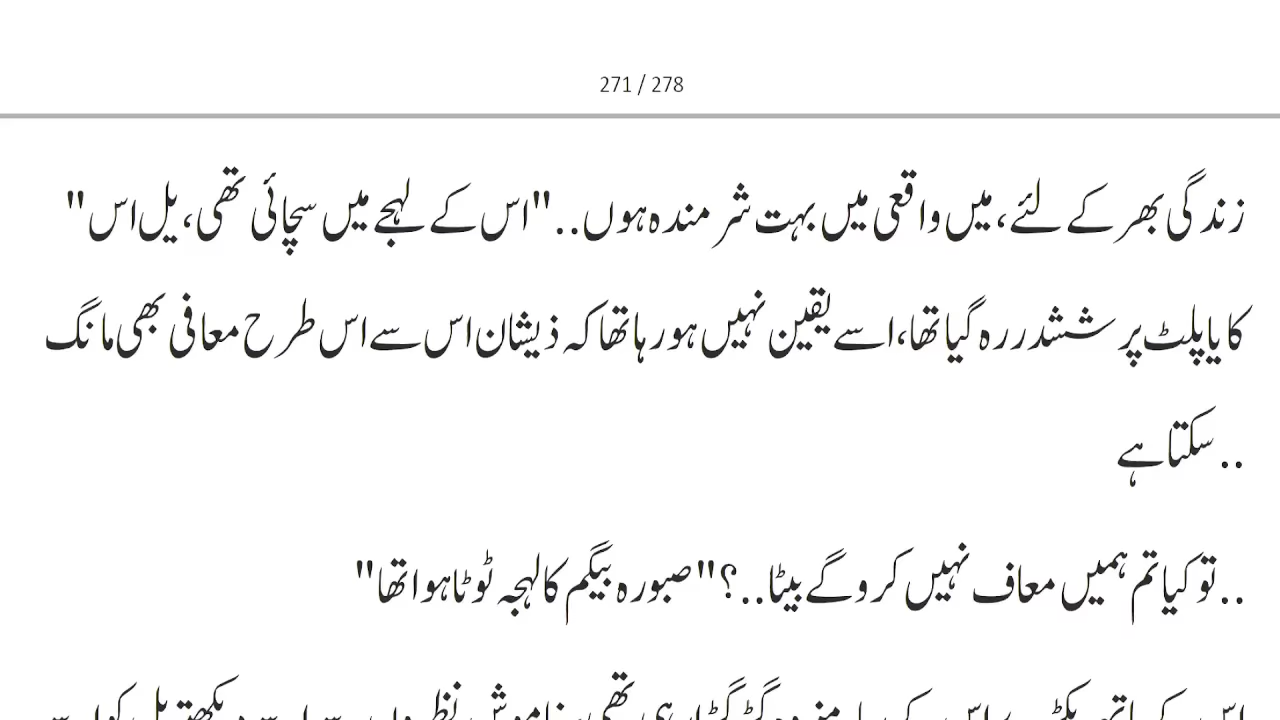 271 / 278
زندگی بھر کے لئے، میں واقعی میں بہت شرمندہ ہوں.."اس کے لہجے میں سچائی تھی، یل اس"
کایا پلٹ پر ششدر رہ گیا تھا، اسے یقین نہیں ہو رہا تھا کہ ذیشان اس سے اس طرح معافی بھی مانگ
..سکتا ہے
..تو کیا تم ہمیں معاف نہیں کرو گے بیٹا..؟"صبورہ بیگم کا لہجہ ٹوٹا ہوا تھا"